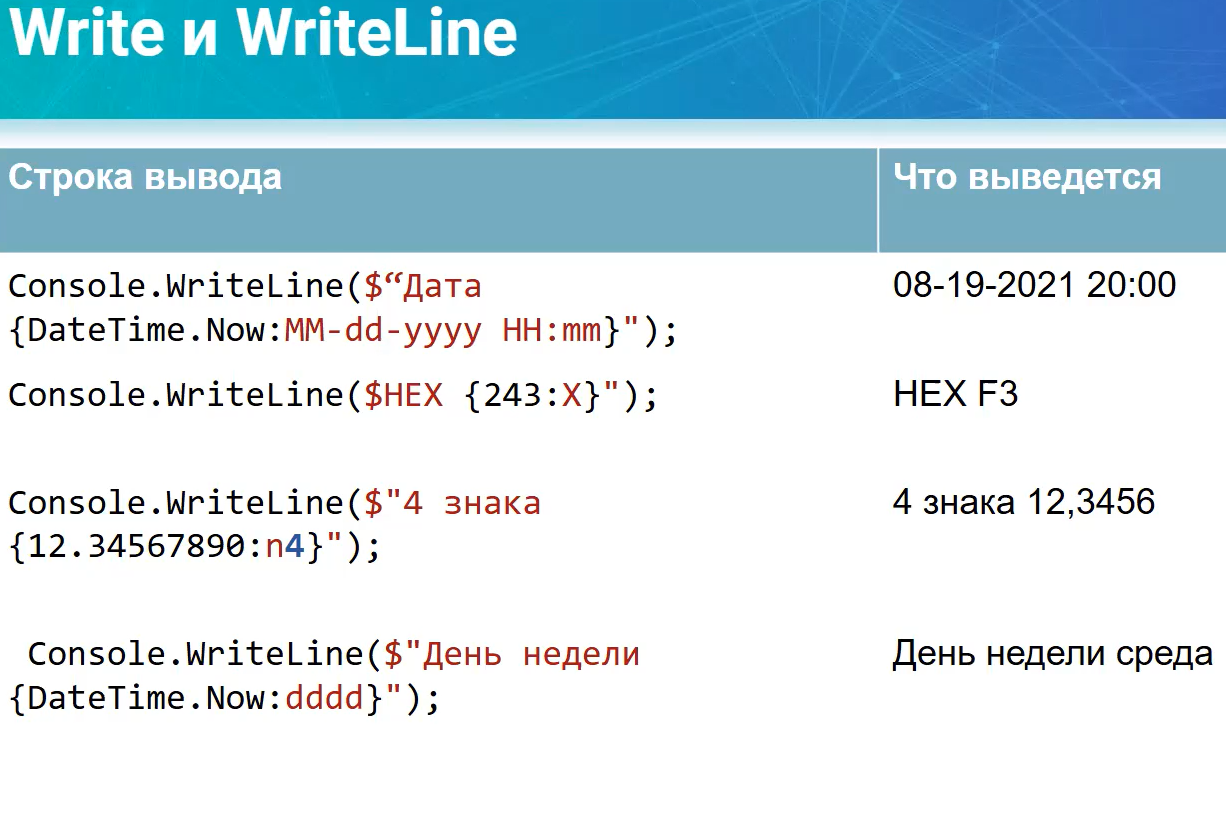 Write и WriteLine
Строка вывода
Что выведется
Console.WriteLine($“Дата
{DateTime.Now:MM-dd-yyyy HH:mm}");
08-19-2021 20:00
Console.WriteLine($HEX {243:X}");
HEX F3
Console.WriteLine($"4 знака
{12.34567890:n4}");
4 знака 12,3456
Console.WriteLine($"День недели
{DateTime.Now:dddd}");
День недели среда